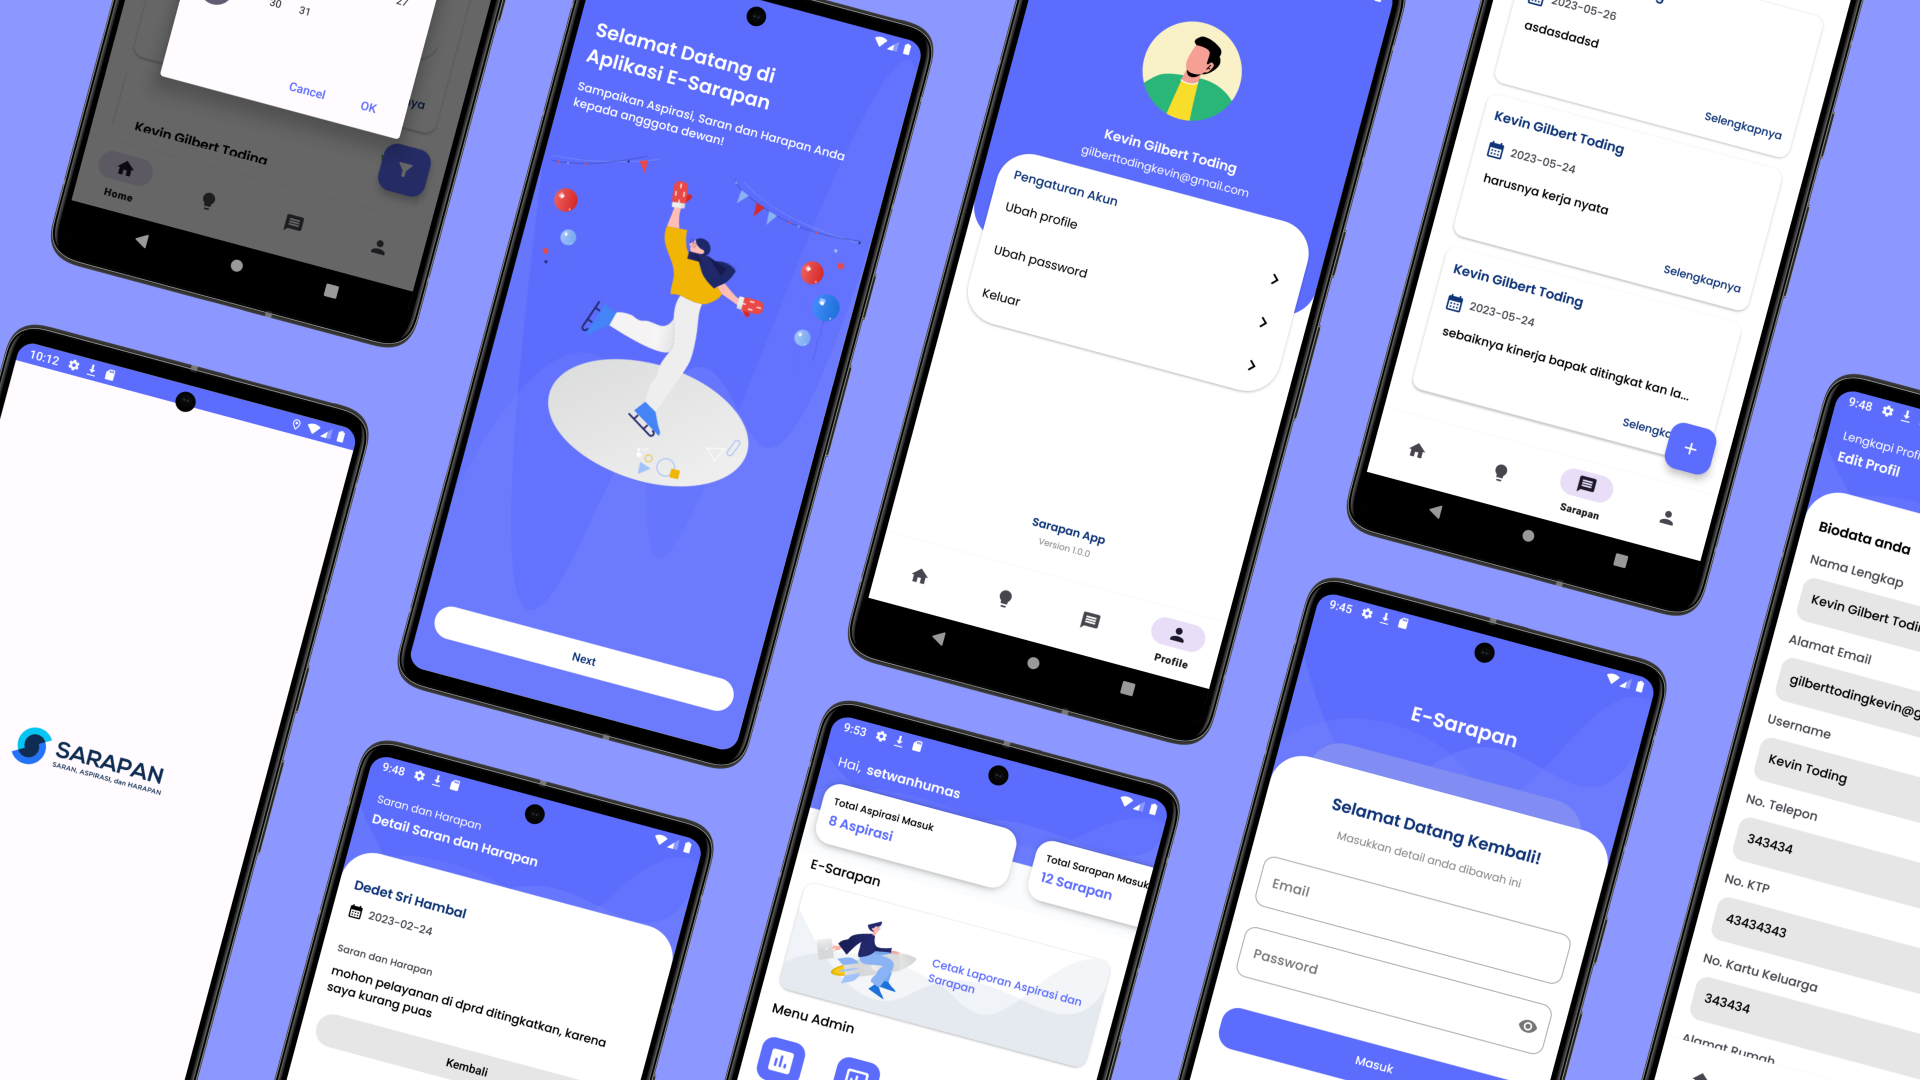 30 31
27
Cancel
OK
ya
Kevin Gilbert Toding
Home
10:12
SARAPAN
SARAN, ASPIRASI, dan HARAPAN
Selamat Datang di
Aplikasi E-Sarapan
Sampaikan Aspirasi, Saran dan Harapan Anda
kepada angggota dewan!
Next
9:48
Saran dan Harapan
Detail Saran dan Harapan
Dedet Sri Hambal
2023-02-24
Saran dan Harapan
mohon pelayanan di dprd ditingkatkan, karena
saya kurang puas
Kembali
Kevin Gilbert Toding
gilberttodingkevin@gmail.com
Pengaturan Akun
Ubah profile
Ubah password
Keluar
Sarapan App
Version 1.0.0
Profile
9:53
Hai, setwanhumas
Total Aspirasi Masuk
8 Aspirasi
Total Sarapan Masuk
12 Sarapan
E-Sarapan
Cetak Laporan Aspirasi dan
Sarapan
Menu Admin
2023-05-26
asdasdadsd
Selengkapnya
Kevin Gilbert Toding
2023-05-24
harusnya kerja nyata
Selengkapnya
Kevin Gilbert Toding
2023-05-24
sebaiknya kinerja bapak ditingkat kan la...
Selengka
Sarapan
9:45
E-Sarapan
Selamat Datang Kembali!
Masukkan detail anda dibawah ini
Email
Password
Masuk
9:48
Lengkapi Profi
Edit Profil
Biodata anda
Nama Lengkap
Kevin Gilbert Todi
Alamat Email
gilberttodingkevin@g
Username
Kevin Toding
No. Telepon
343434
No. KTP
43434343
No. Kartu Keluarga
343434
Alamat Rumah